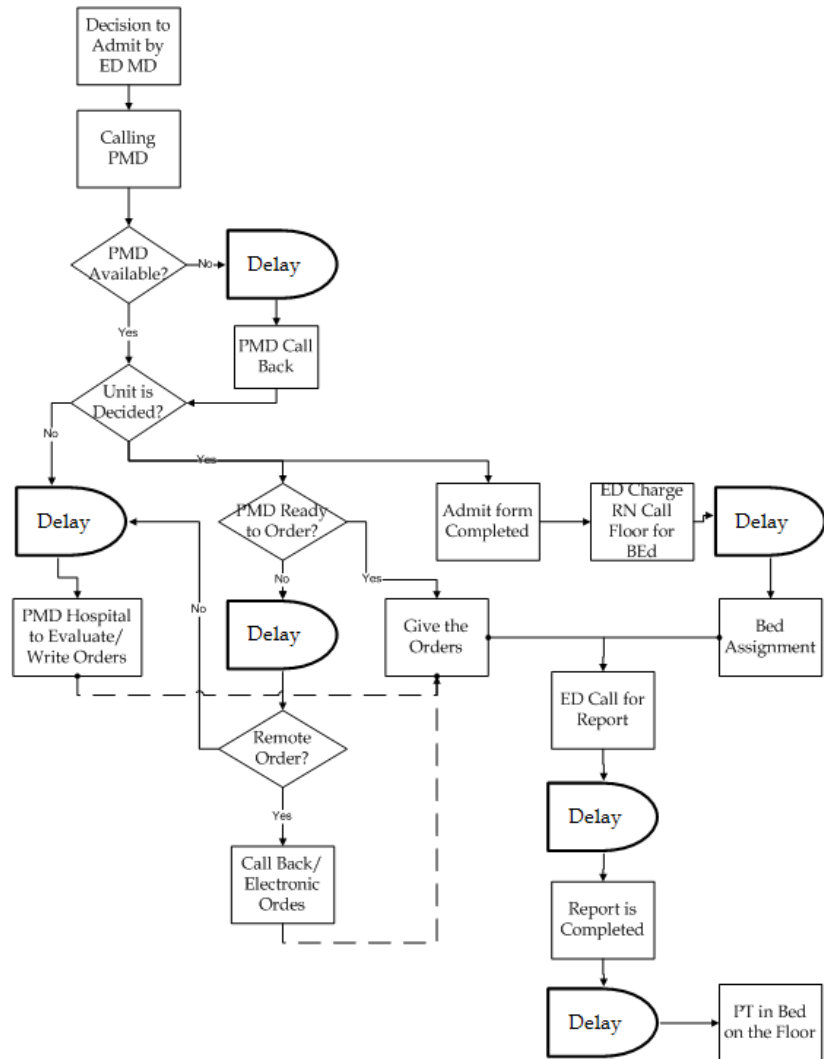 Decision to
Admit by
ED MD
Calling
PMD
PMD
Available?
No
Delay
Yes
PMD Call
Back
Unit is
Decided?
No
Yes
Delay
PMD Ready
to Order?
Admit form
Completed
ED Charge
RN Call
Floor for
BEd
Delay
No
Yes
PMD Hospital
to Evaluate/
Write Orders
No
Delay
Give the
Orders
Bed
Assignment
ED Call for
Report
Remote
Order?
Yes
Delay
Call Back/
Electronic
Ordes
Report is
Completed
Delay
PT in Bed
on the Floor